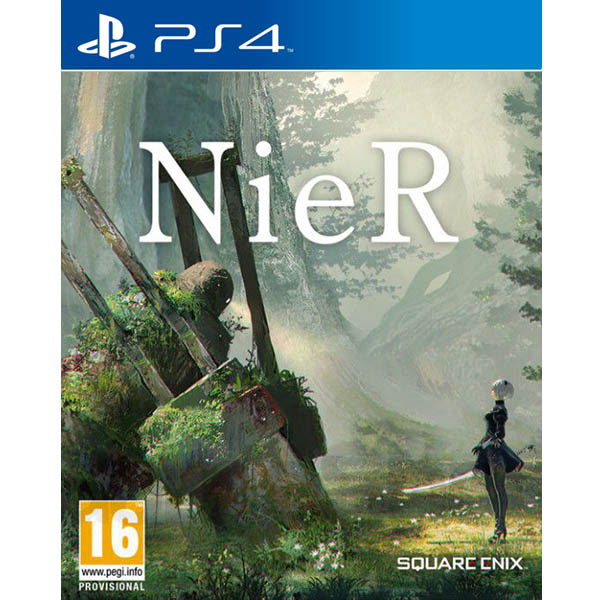 PS4
NieR
16
www.pegi.info
PROVISIONAL
SQUARE ENIX